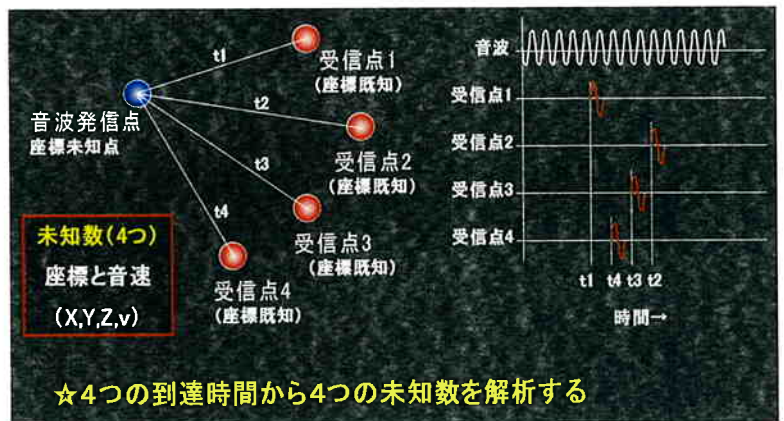 t1
受信点1
(座標既知)
音波発信点
座標未知点
t2
受信点2
(座標既知)
t3
受信点3
(座標既知)
t4
受信点4
(座標既知)
未知数(4つ)
座標と音速
(X,Y,Z,v)
音波
受信点1
受信点2
受信点3
受信点4
t1 t4 t3 t2
時間→
☆4つの到達時間から4つの未知数を解析する